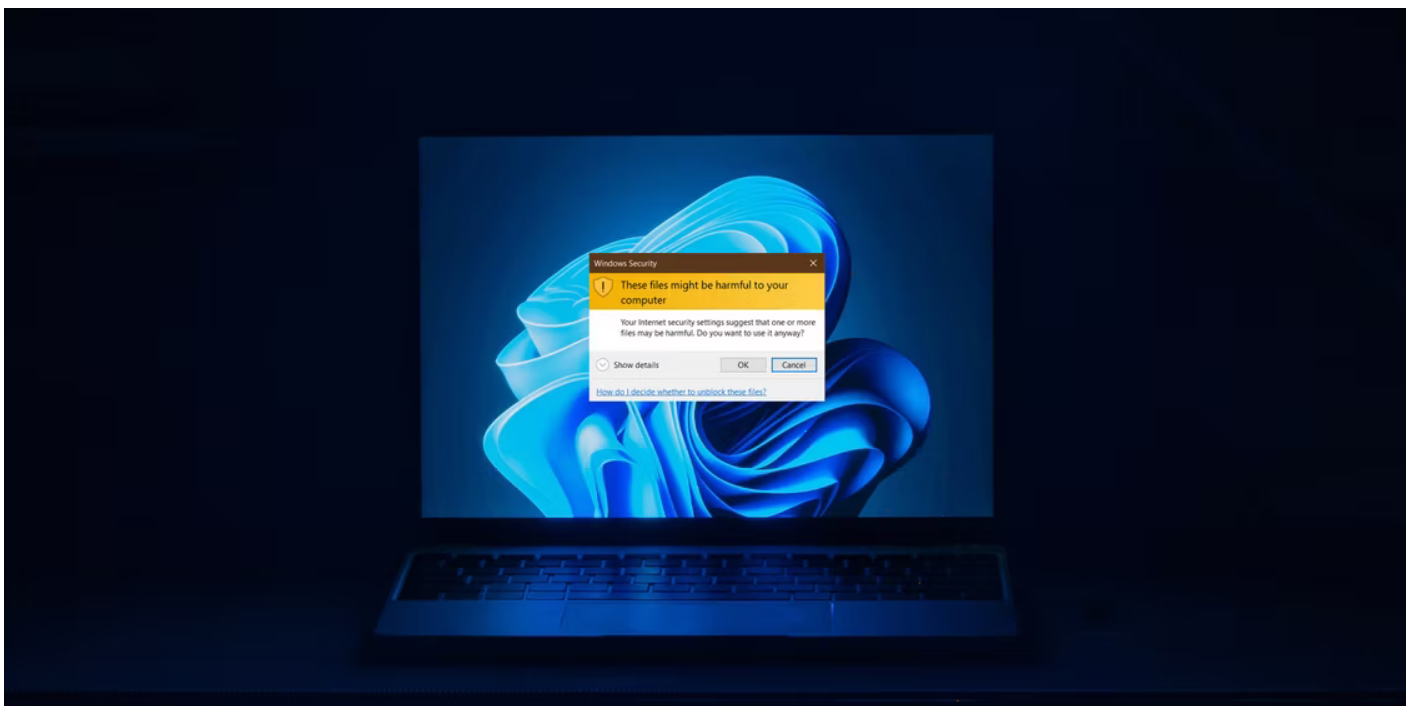 Windows Security
These files might be harmful to your
computer
Your Internet security settings suggest that one or more
files may be harmful. Do you want to use it anyway?
Show details
OK
Cancel
How do I decide whether to unblock these files?